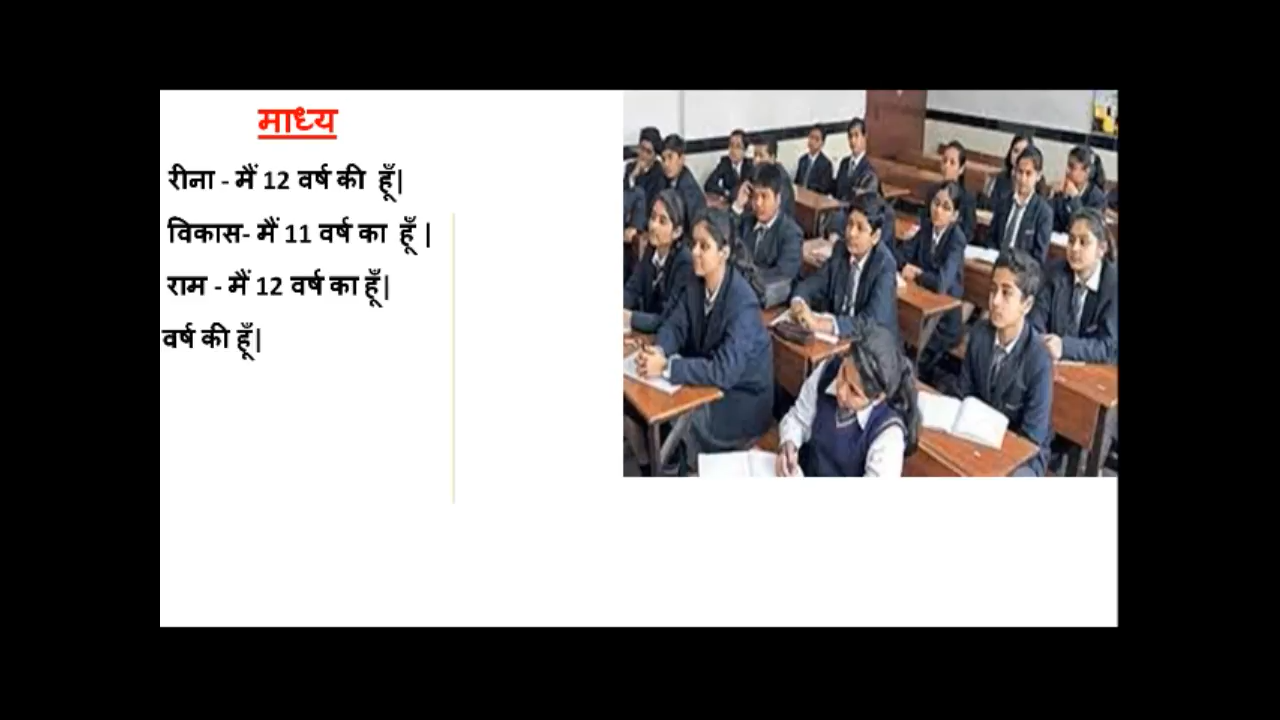 माध्य
रीना - मैं 12 वर्ष की हूँ|
विकास- मैं 11 वर्ष का हूँ |
राम - मैं 12 वर्ष का हूँ|
वर्ष की हूँ|